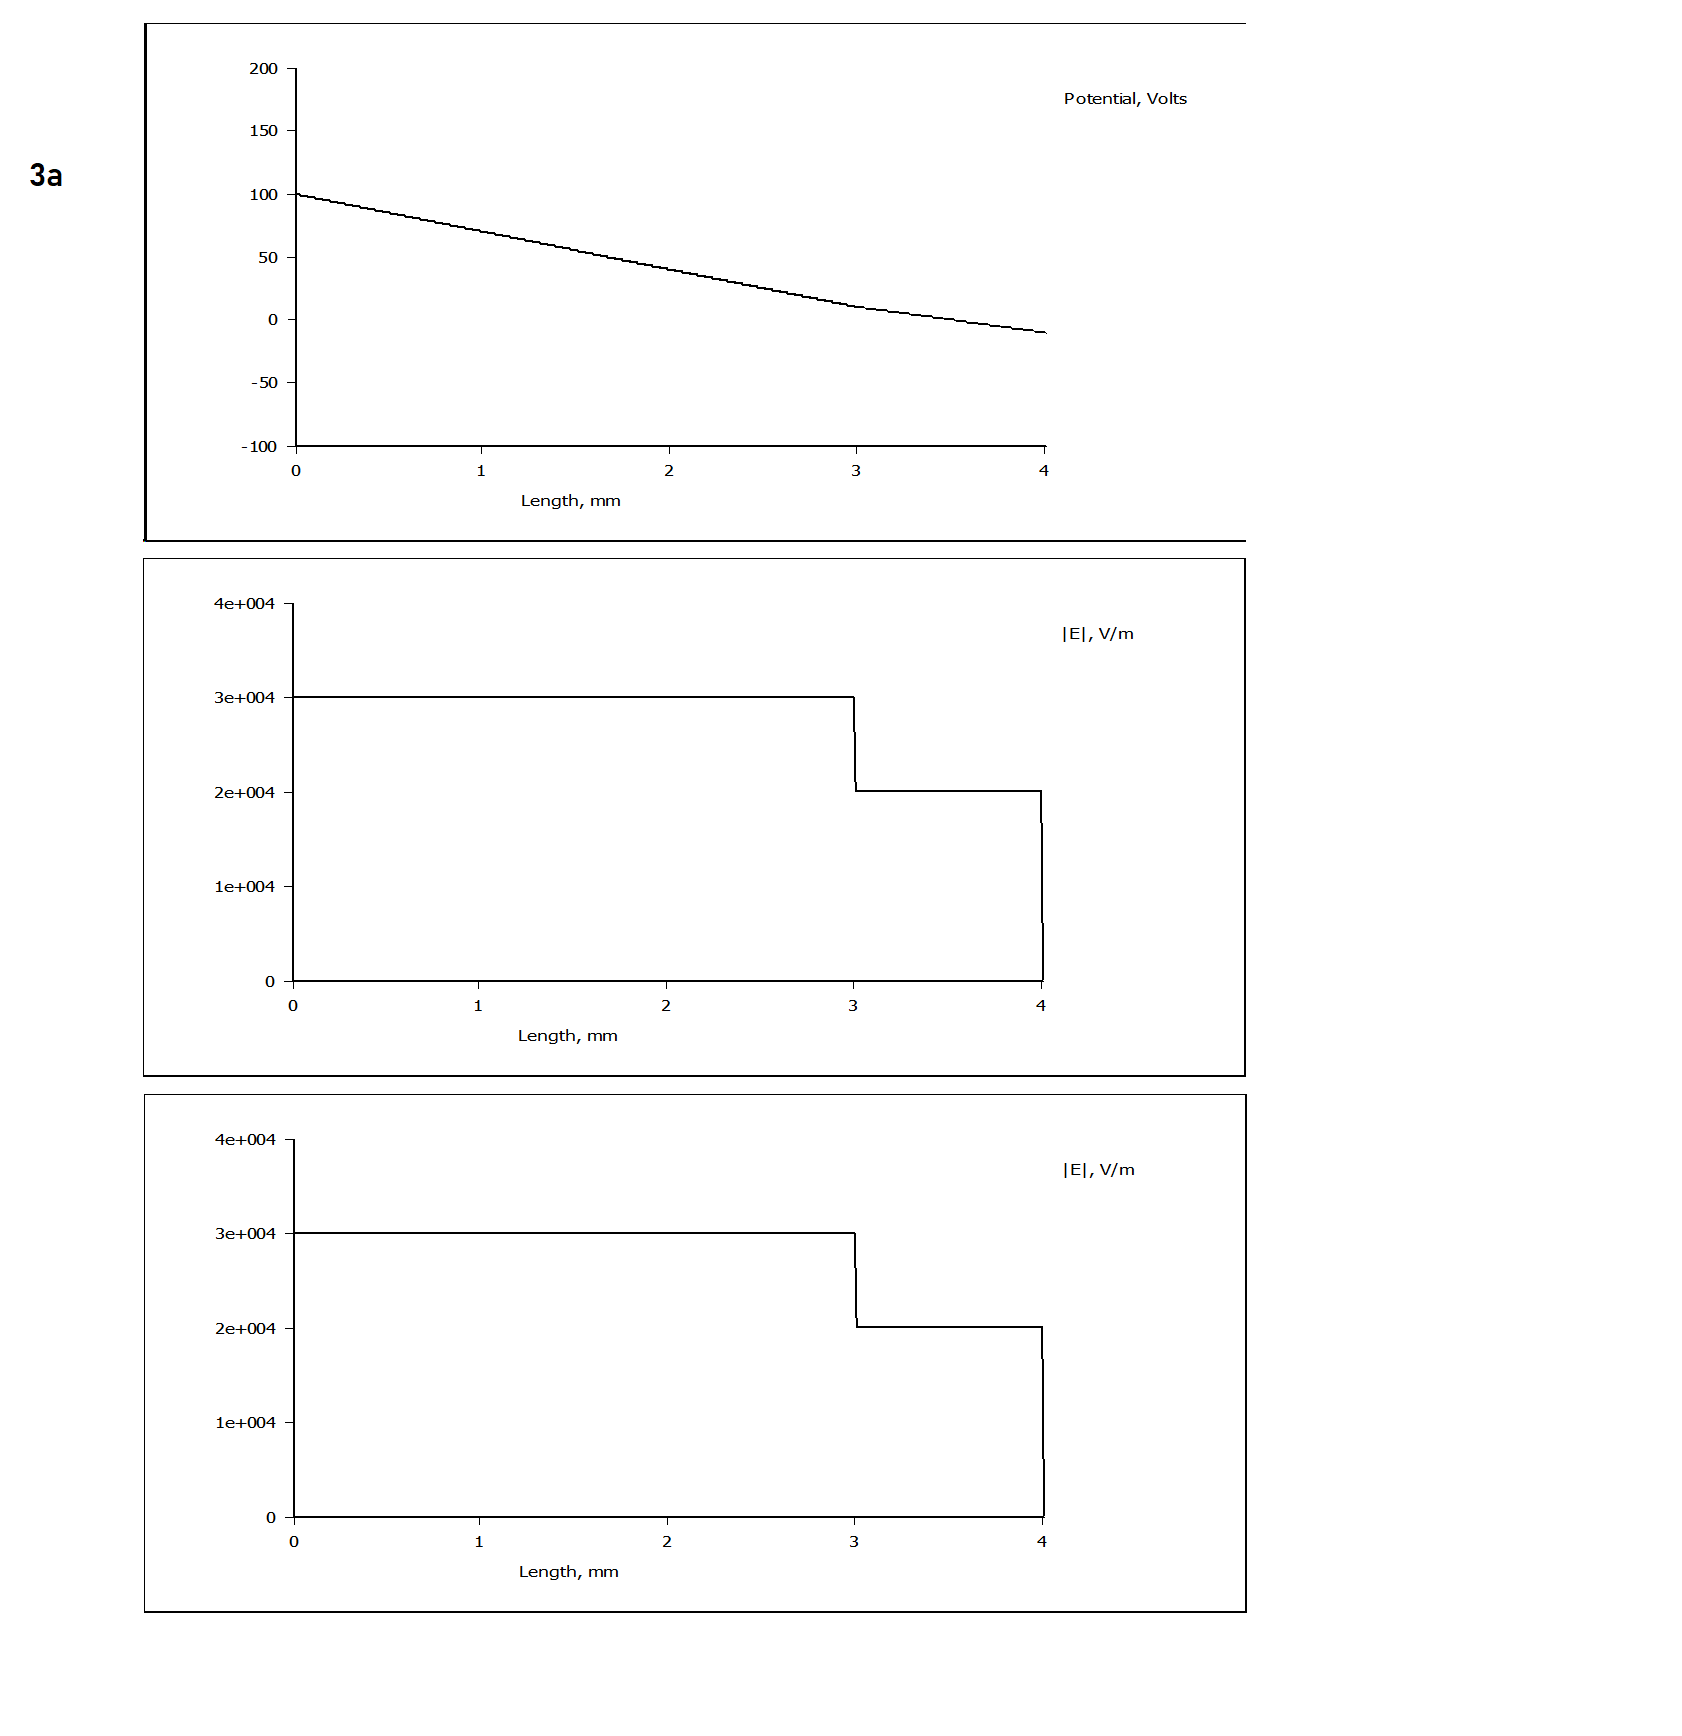 3a
200
Potential, Volts
150
100
50
0
-50
-100
0 1 2 3 4
Length, mm
4e+004
|E|, V/m
3e+004
2e+004
1e+004
0
0 1 2 3 4
Length, mm
4e+004
|E|, V/m
3e+004
2e+004
1e+004
0
0 1 2 3 4
Length, mm